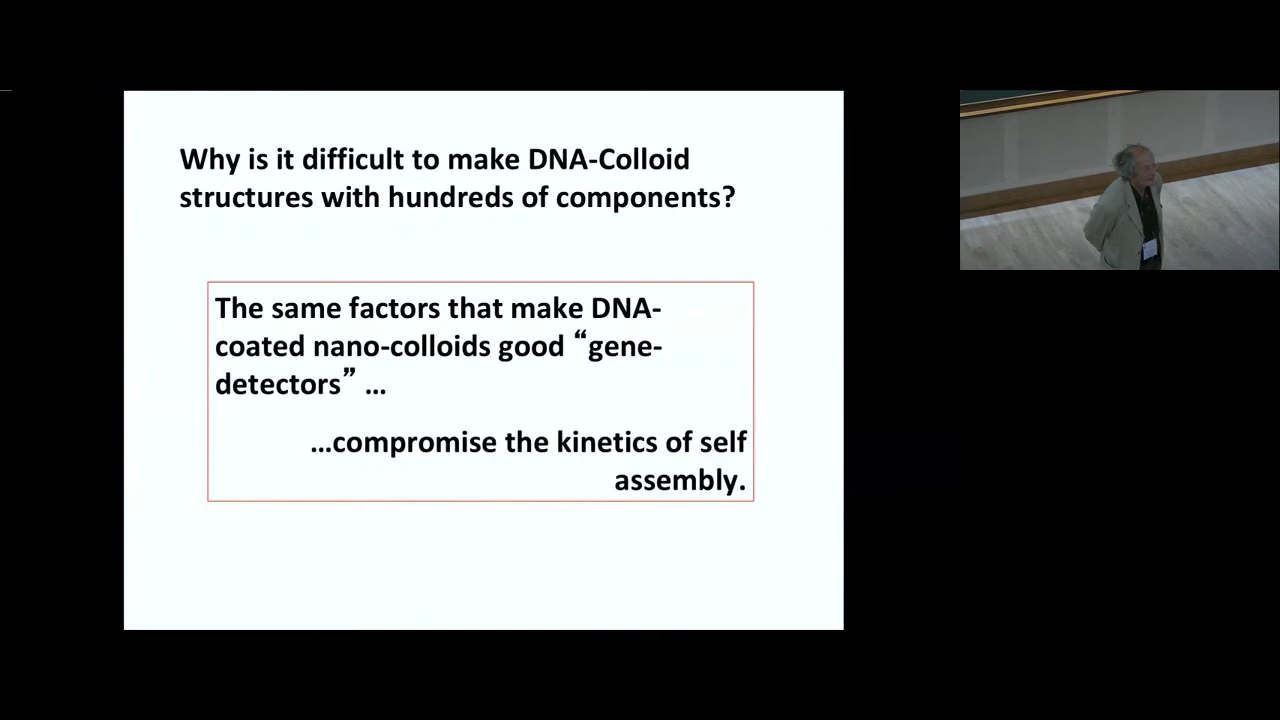 Why is it difficult to make DNA-Colloid
structures with hundreds of components?
The same factors that make DNA-
coated nano-colloids good “gene-
detectors” …
…compromise the kinetics of self
assembly.